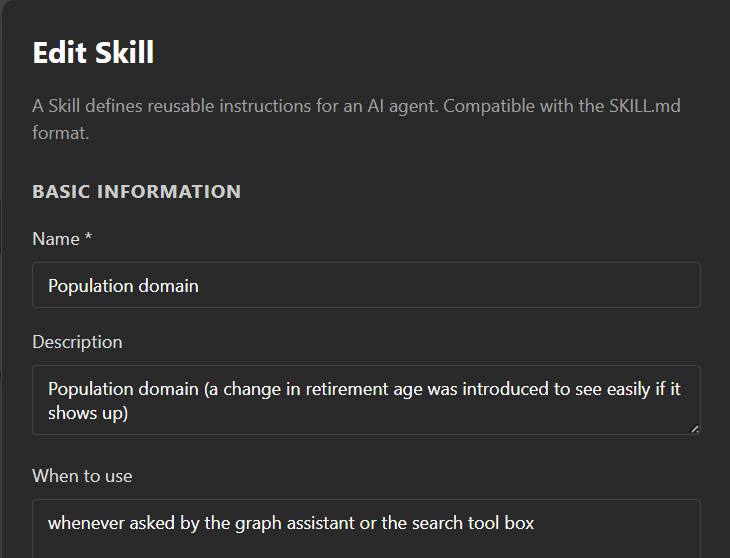 Edit Skill
A Skill defines reusable instructions for an AI agent. Compatible with the SKILL.md
format.
BASIC INFORMATION
Name *
Population domain
Description
Population domain (a change in retirement age was introduced to see easily if it
shows up)
When to use
whenever asked by the graph assistant or the search tool box